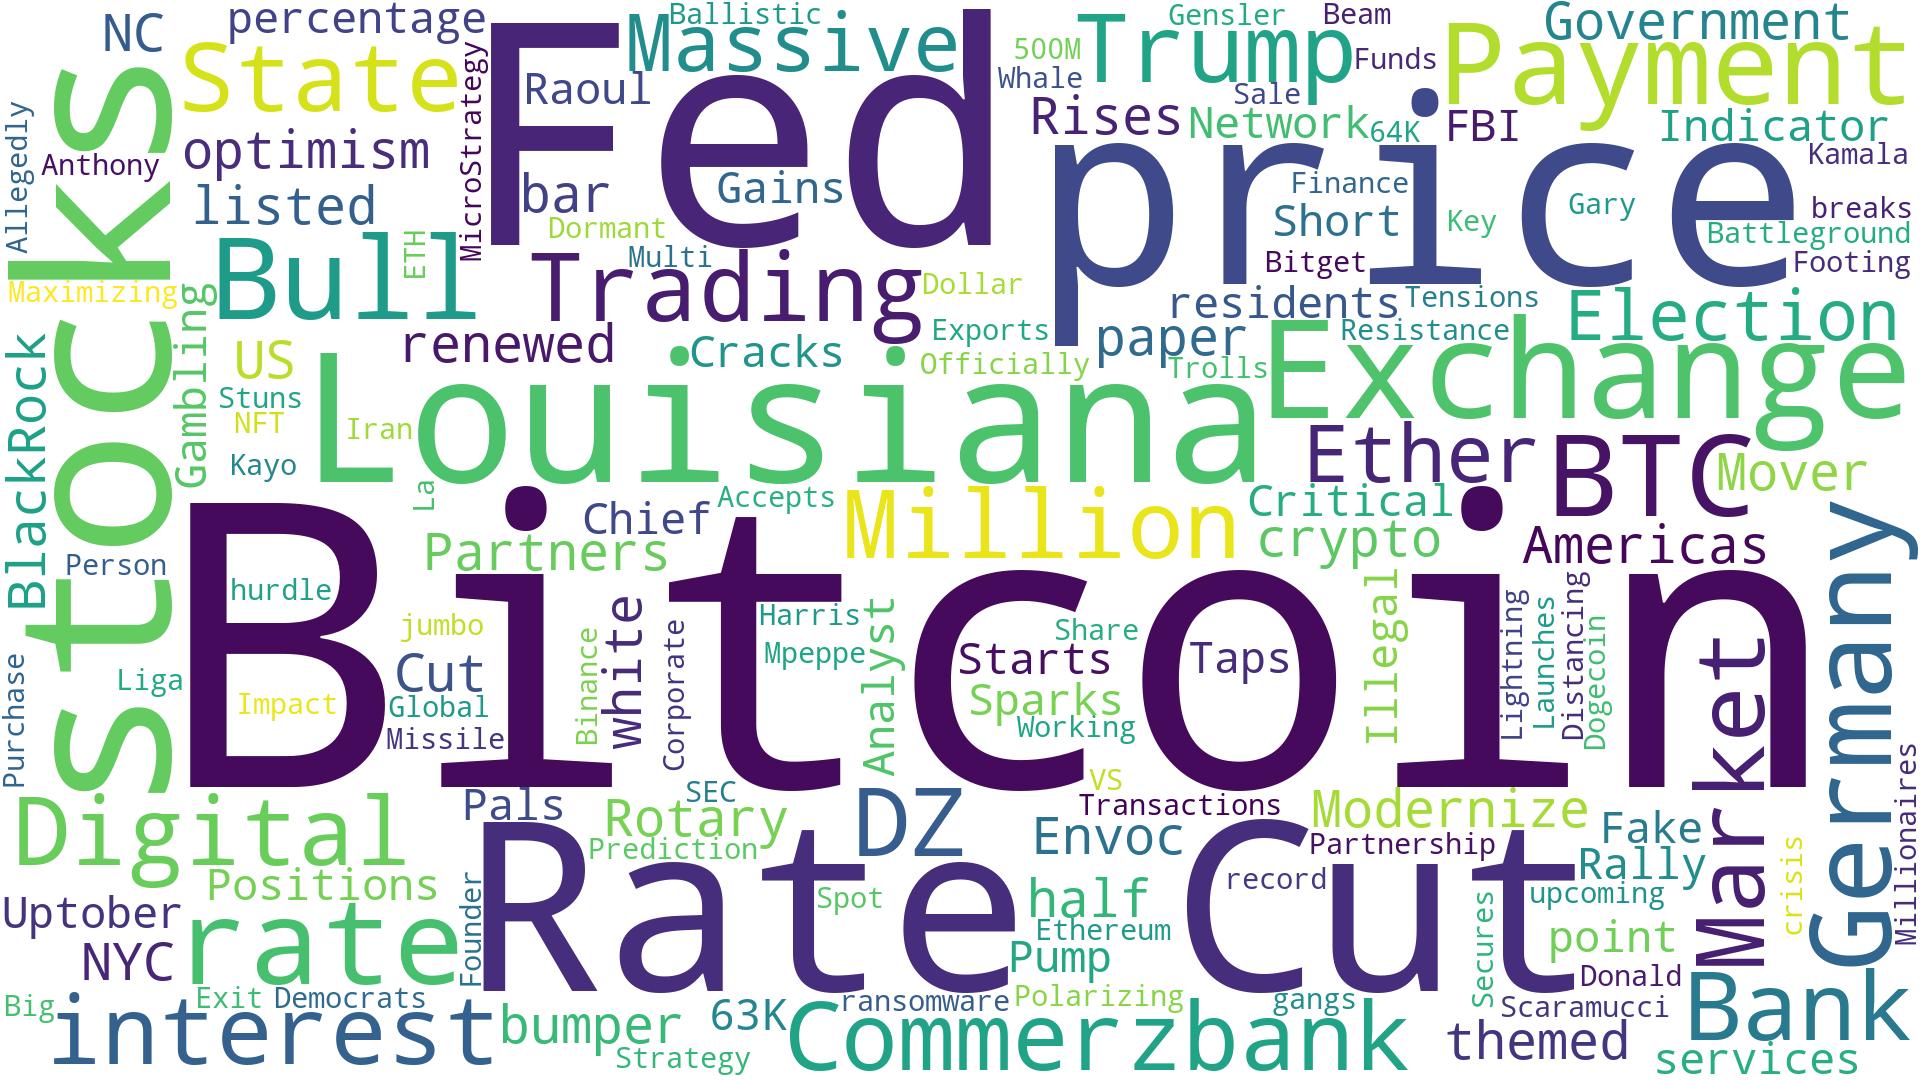 NC
percentage
Ballistic
Gensler
Beam
Government
State
Massive
500M
Trump
Funds
Payment
Fed
Raoul
Whale
Sale
optimism
MicroStrategy
Rises
Network
64K
FBI
Indicator
Allegedly
Anthony
stocks
listed
bar
Gains
price
Finance
Short
Key
Gary
Kamala
breaks
Battleground
Footing
Dormant
Multi
Bitget
Bull
ETH
Trading
Dollar
residents
Tensions
Election
Maximizing
Gambling
renewed
Cracks
Exports
Officially
paper
Trolls
Resistance
Exchange
BlackRock
US
Stuns
NFT
Kayo
Iran
Louisiana
Ether
BTC
Mover
La
Accepts
Chief
Partners
Million
Critical
crypto
Americas
Germany
Person
Bitcoin
hurdle
jumbo
Cut
Global
Missile
Impact
Liga
Purchase
Binance
white
Corporate
Harris
Mpeppe
Analyst
Share
Starts
Sparks
Working
Taps
Illegal
Lightning
Launches
Distancing
Dogecoin
Market
Millionaires
Digital
Pals
SEC
Rotary
Prediction
DZ
VS
Transactions
Envoc
Modernize
Partnership
Fake
Rally
crisis
Positions
Uptober
rate
NYC
Founder
Rate Cut
Spot
half
Ethereum
Pump
record
upcoming
Secures
point
Donald
Bank
Big
Exit
Democrats
interest
bumper
63K
Strategy
ransomware
Polarizing
Commerzbank
gangs
Scaramucci
themed
services